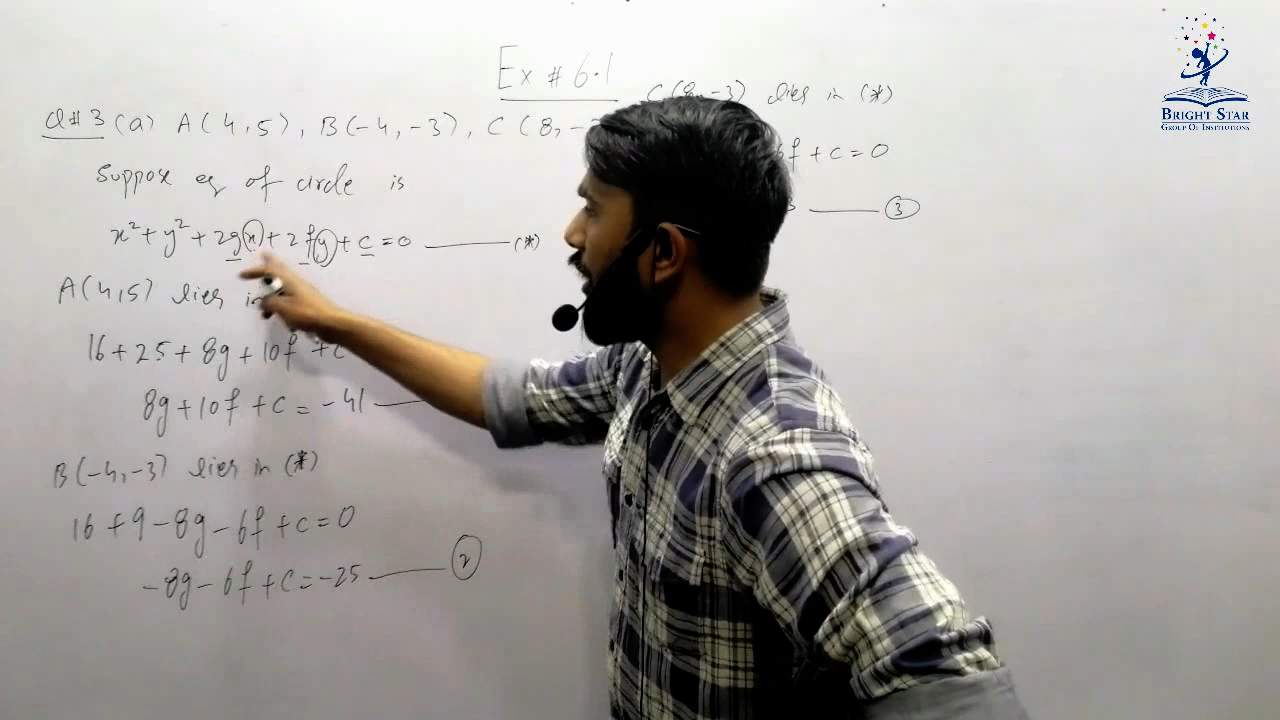 Ex # 6.1
Q# 3 (a) A(4,5), B(-4,-3), C(8,-
Suppose eq of circle is
x² + y² + 2gx + 2fy + c = 0 ——— (*)
A(4,5) lies in
16 + 25 + 8g + 10f + c
8g + 10f + c = -41 ——
B(-4,-3) lies in (*)
16 + 9 - 8g - 6f + c = 0
-8g - 6f + c = -25 ——— 2
C(8,-3) lies in (*)
6f + c = 0
——— 3
BRIGHT STAR
GROUP OF INSTITUTIONS